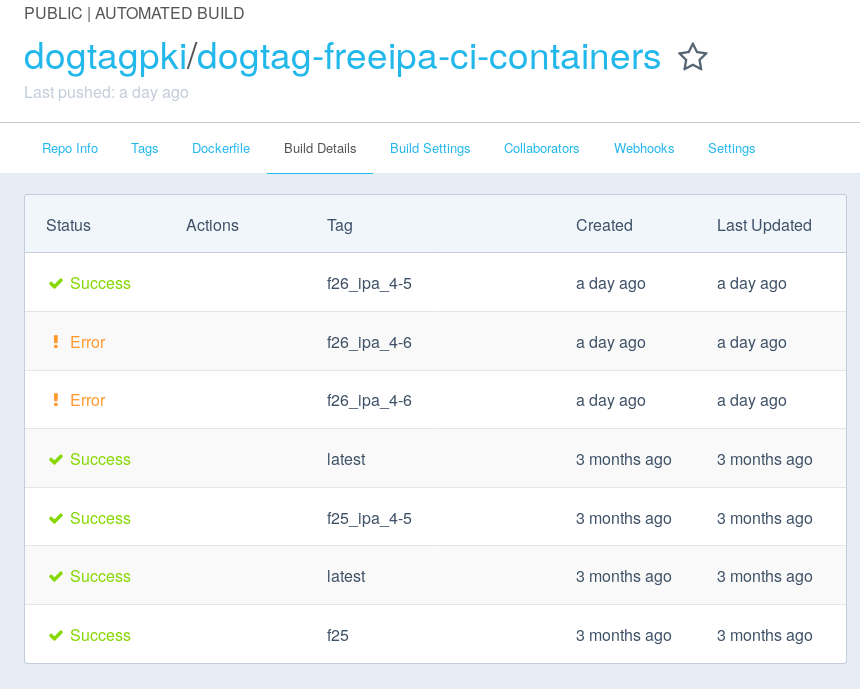 PUBLIC | AUTOMATED BUILD
dogtagpki/dogtag-freeipa-ci-containers
Last pushed: a day ago
Repo Info Tags Dockerfile Build Details Build Settings Collaborators Webhooks Settings
Status Actions Tag Created Last Updated
Success f26_ipa_4-5 a day ago a day ago
Error f26_ipa_4-6 a day ago a day ago
Error f26_ipa_4-6 a day ago a day ago
Success latest 3 months ago 3 months ago
Success f25_ipa_4-5 3 months ago 3 months ago
Success latest 3 months ago 3 months ago
Success f25 3 months ago 3 months ago